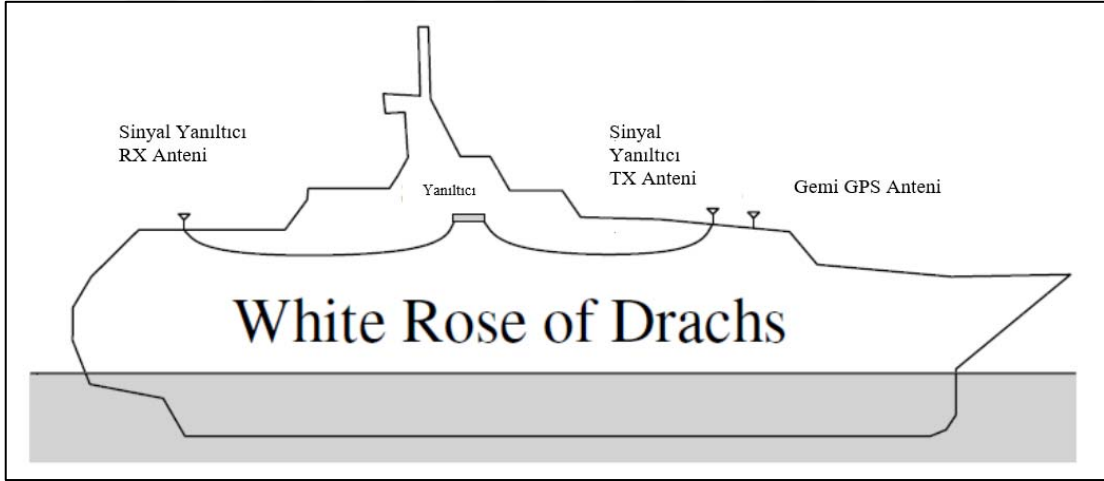 Sinyal Yanıltıcı
RX Anteni
Yanıltıcı
Sinyal
Yanıltıcı
TX Anteni
Gemi GPS Anteni
White Rose of Drachs